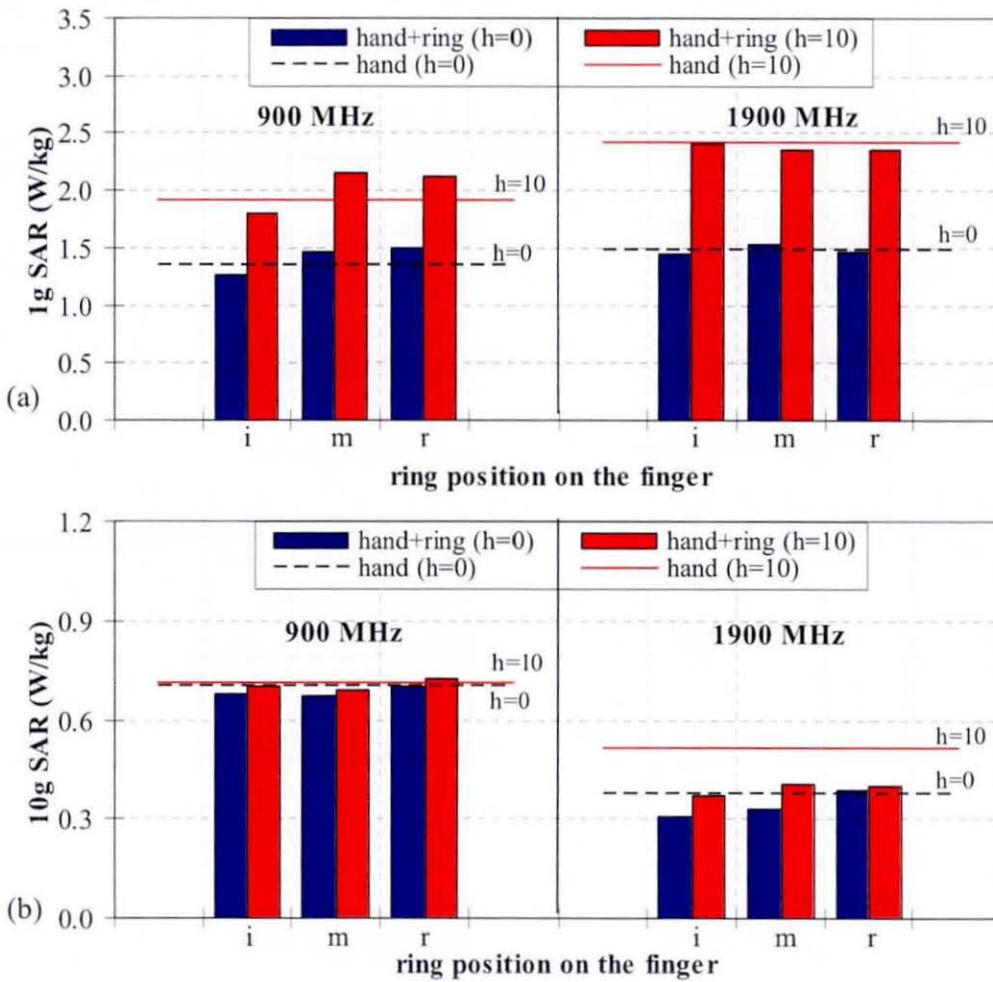 3.5
3.0
2.5
2.0
1.5
1.0
0.5
0.0
1g SAR (W/kg)
(a)
hand+ring (h=0)
hand (h=0)
hand+ring (h=10)
hand (h=10)
900 MHz
1900 MHz
h=10
h=0
h=10
h=0
i m r i m r
ring position on the finger
1.2
0.9
0.6
0.3
0.0
10g SAR (W/kg)
(b)
hand+ring (h=0)
hand (h=0)
hand+ring (h=10)
hand (h=10)
900 MHz
1900 MHz
h=10
h=0
h=10
h=0
i m r i m r
ring position on the finger